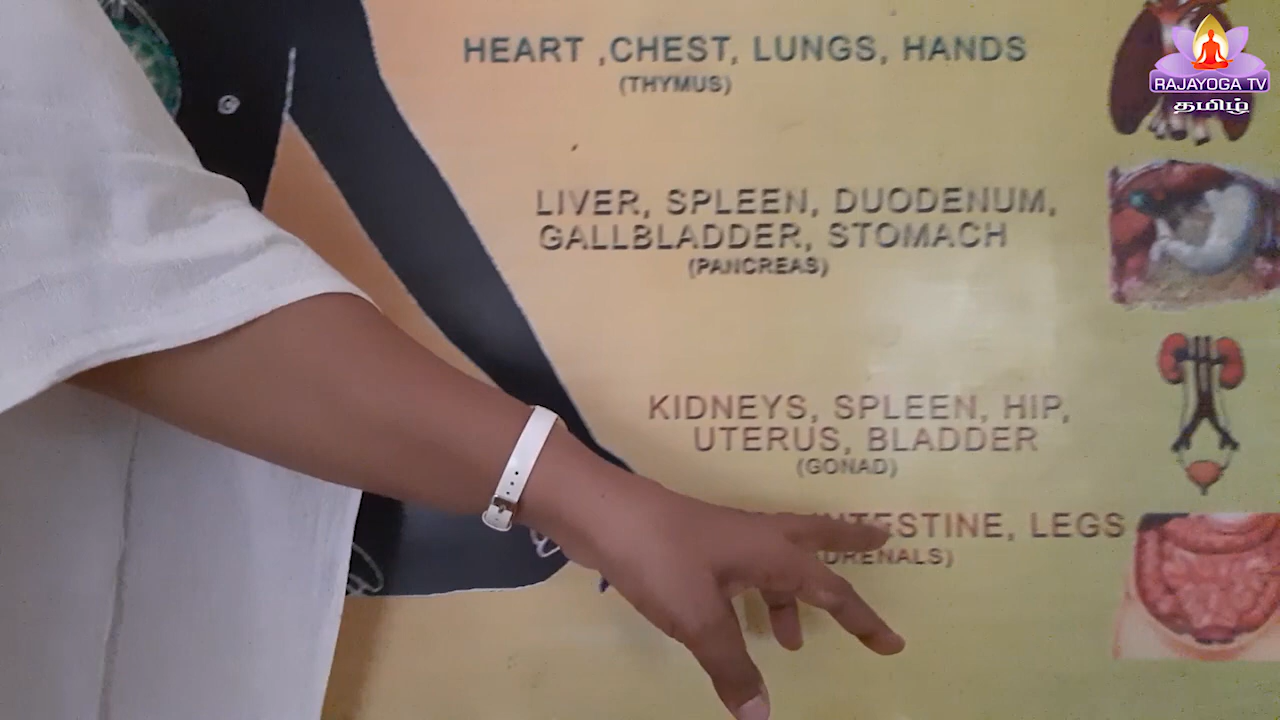 HEART ,CHEST, LUNGS, HANDS
(THYMUS)
RAJAYOGA TV
தமிழ்
LIVER, SPLEEN, DUODENUM,
GALLBLADDER, STOMACH
(PANCREAS)
KIDNEYS, SPLEEN, HIP,
UTERUS, BLADDER
(GONAD)
LEGS